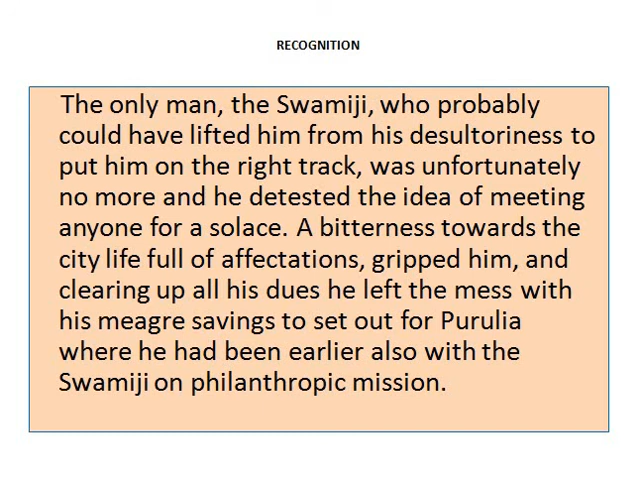 RECOGNITION
The only man, the Swamiji, who probably
could have lifted him from his desultoriness to
put him on the right track, was unfortunately
no more and he detested the idea of meeting
anyone for a solace. A bitterness towards the
city life full of affectations, gripped him, and
clearing up all his dues he left the mess with
his meagre savings to set out for Purulia
where he had been earlier also with the
Swamiji on philanthropic mission.